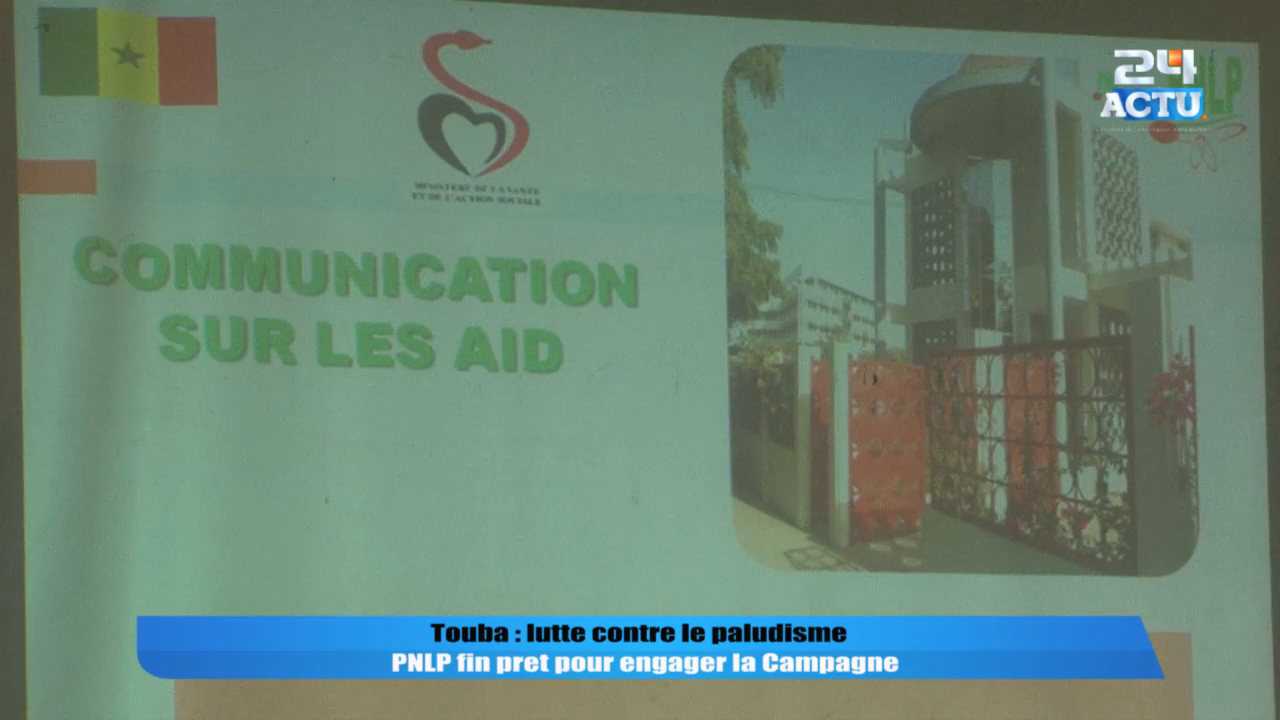 MINISTERE DE LA SANTE
ET DE L'ACTION SOCIALE
COMMUNICATION
SUR LES AID
24
ACTU
LP
Touba : lutte contre le paludisme
PNLP fin pret pour engager la Campagne